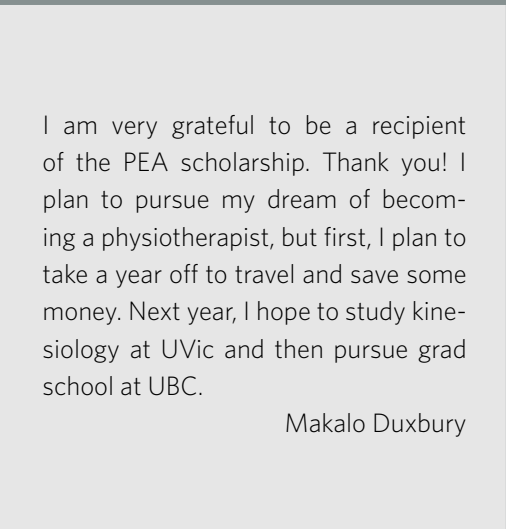 I am very grateful to be a recipient
of the PEA scholarship. Thank you! I
plan to pursue my dream of becom-
ing a physiotherapist, but first, I plan to
take a year off to travel and save some
money. Next year, I hope to study kine-
siology at UVic and then pursue grad
school at UBC.
Makalo Duxbury